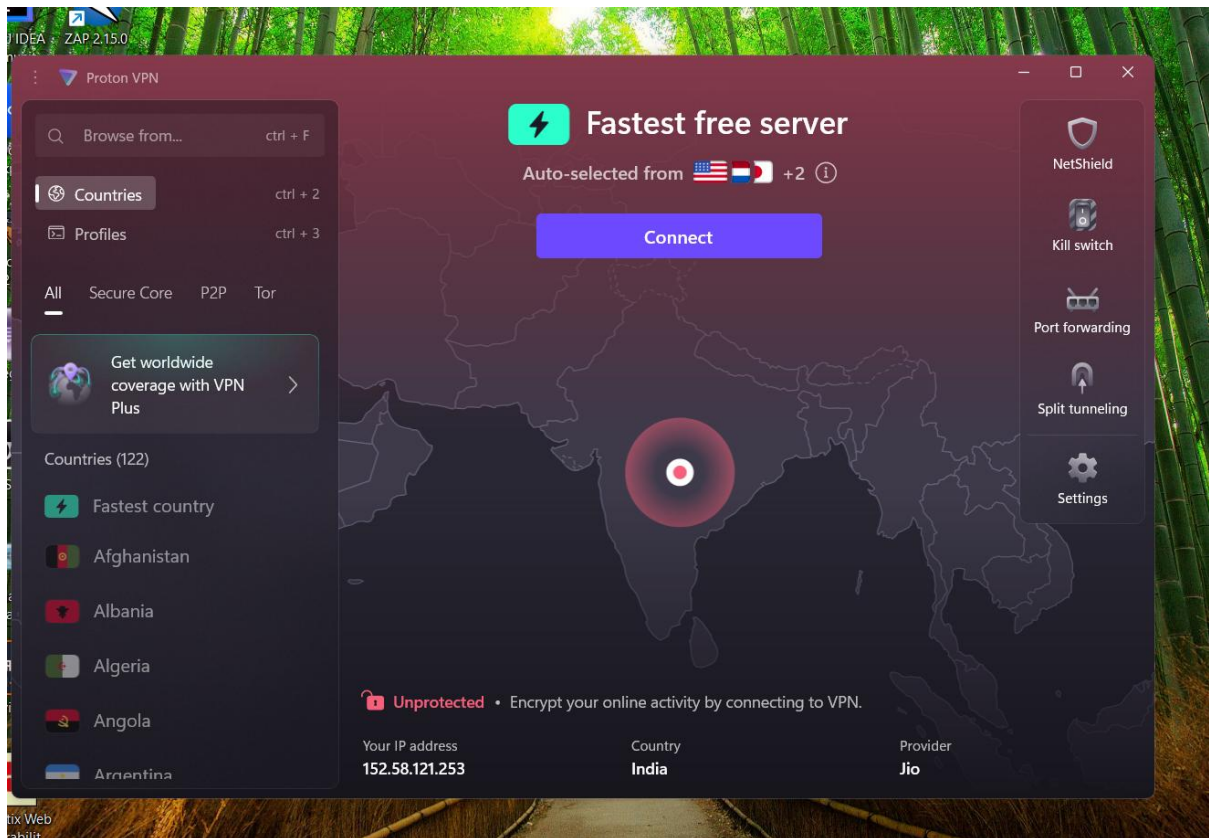 IDEA
ZAP 2.15.0
Proton VPN
Browse from... ctrl + F
Countries ctrl + 2
Profiles ctrl + 3
All Secure Core P2P Tor
Get worldwide
coverage with VPN
Plus
Countries (122)
Fastest country
Afghanistan
Albania
Algeria
Angola
Argentina
Fastest free server
Auto-selected from +2
Connect
Unprotected • Encrypt your online activity by connecting to VPN.
Your IP address Country Provider
152.58.121.253 India Jio
NetShield
Kill switch
Port forwarding
Split tunneling
Settings
tix Web